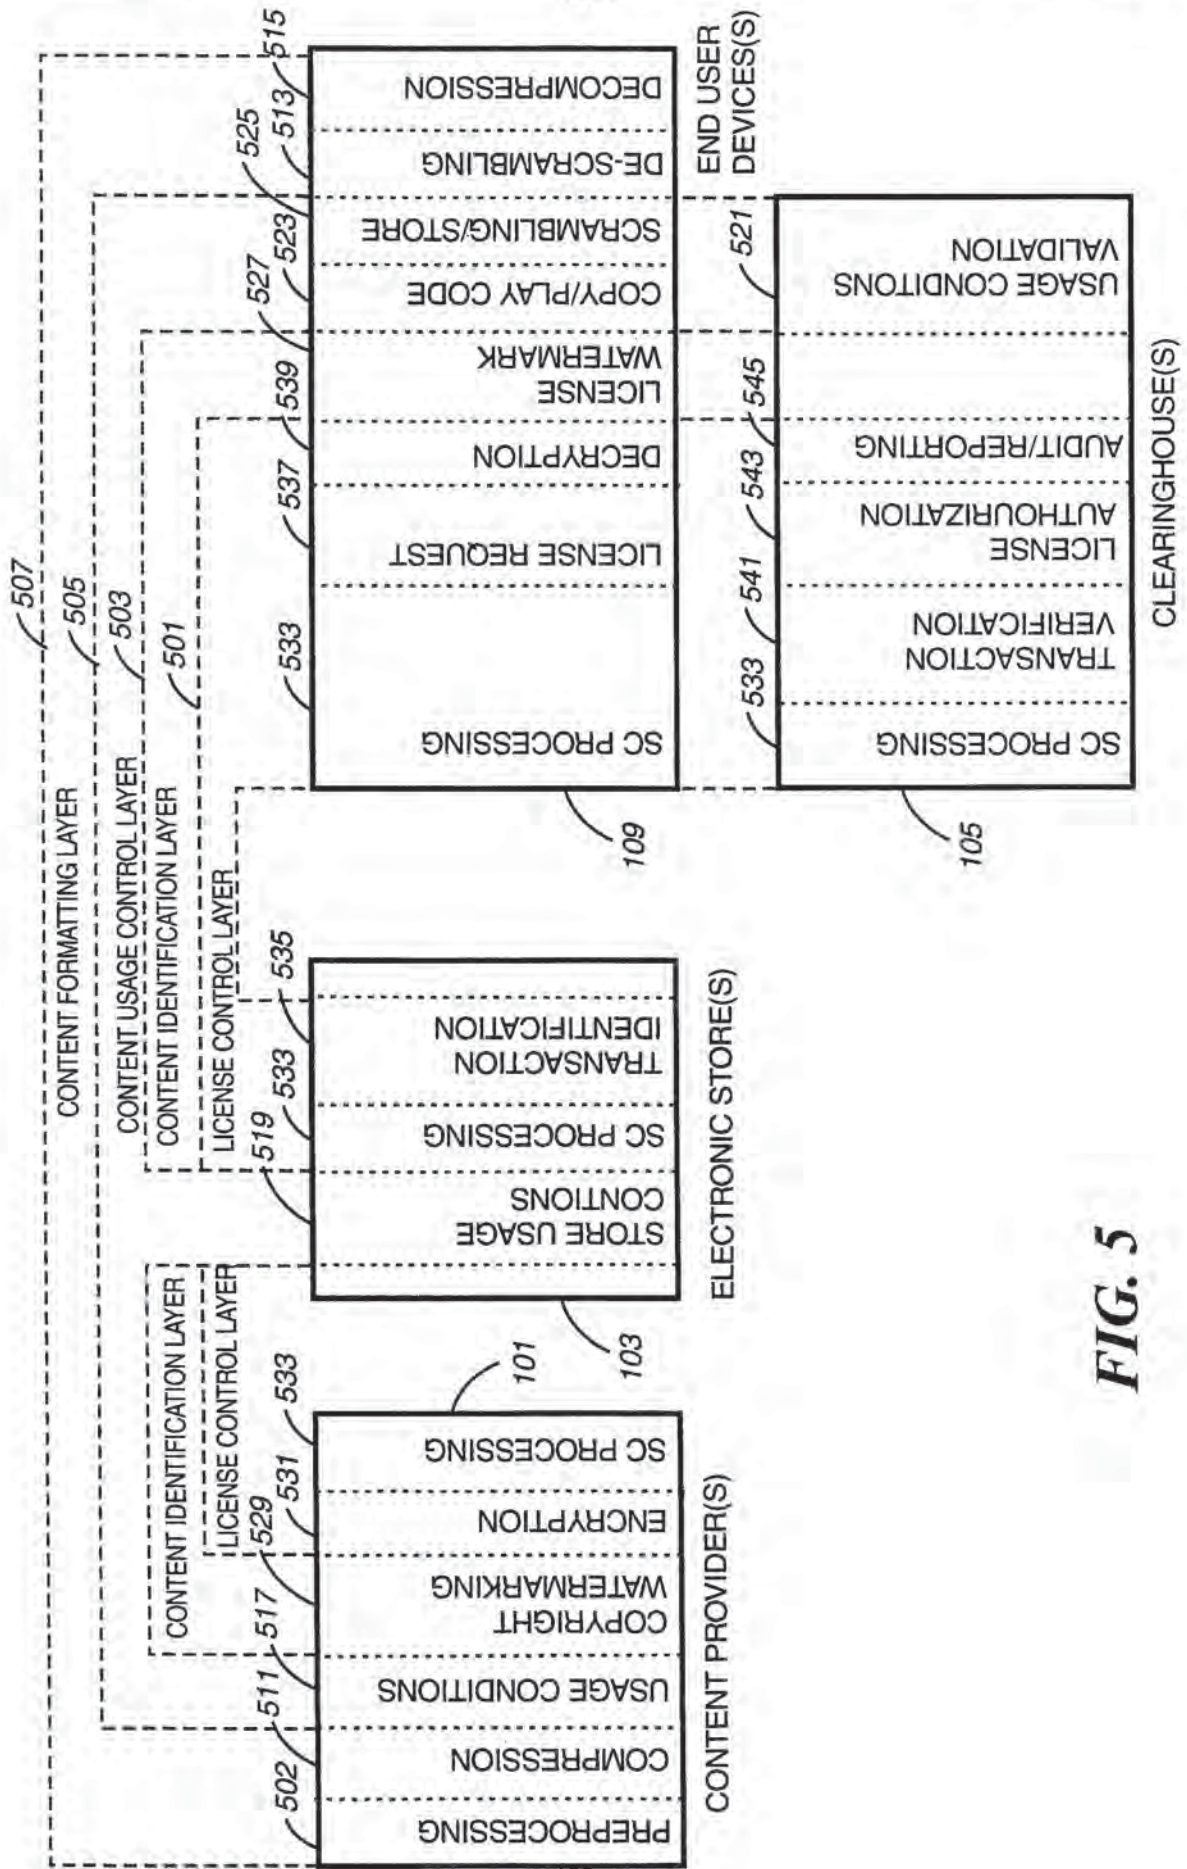 507
CONTENT FORMATTING LAYER
505
CONTENT USAGE CONTROL LAYER
503
CONTENT IDENTIFICATION LAYER
501
LICENSE CONTROL LAYER
CONTENT IDENTIFICATION LAYER
LICENSE CONTROL LAYER
502
511
517
529
531
533
PREPROCESSING
COMPRESSION
USAGE CONDITIONS
COPYRIGHT
WATERMARKING
ENCRYPTION
SC PROCESSING
101
CONTENT PROVIDER(S)
519
533
535
STORE USAGE
CONTIONS
SC PROCESSING
TRANSACTION
IDENTIFICATION
103
ELECTRONIC STORE(S)
533
537
539
527
523
525
513
515
SC PROCESSING
LICENSE REQUEST
DECRYPTION
LICENSE
WATERMARK
COPY/PLAY CODE
SCRAMBLING/STORE
DE-SCRAMBLING
DECOMPRESSION
109
END USER
DEVICES(S)
533
541
543
545
521
SC PROCESSING
TRANSACTION
VERIFICATION
LICENSE
AUTHOURIZATION
AUDIT/REPORTING
USAGE CONDITONS
VALIDATION
105
CLEARINGHOUSE(S)
FIG. 5